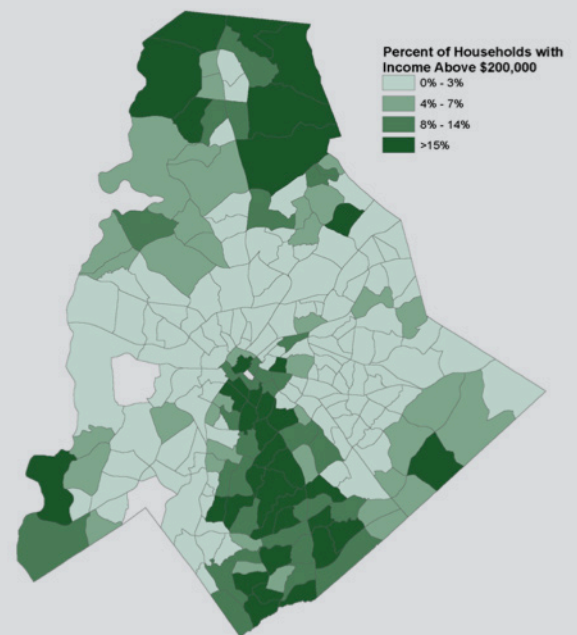 Percent of Households with
Income Above $200,000
0% - 3%
4% - 7%
8% - 14%
>15%